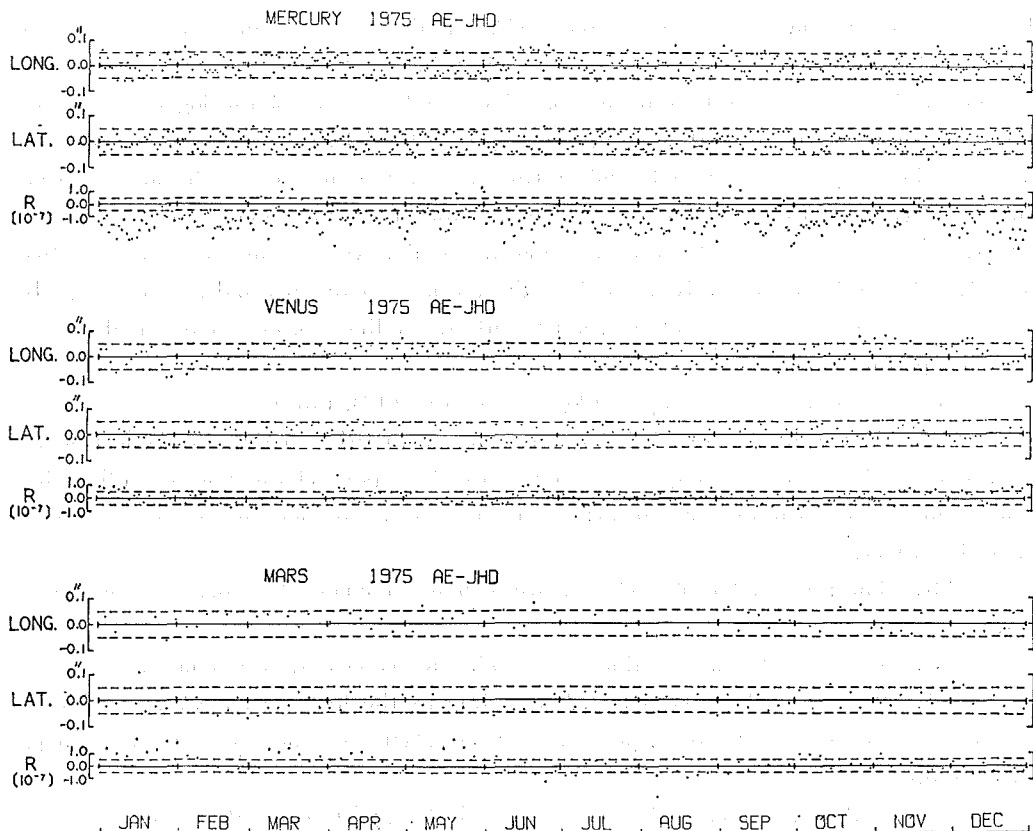 MERCURY 1975 AE-JHD
0.″1
LONG. 0.0
-0.1
0.″1
LAT. 0.0
-0.1
R 1.0
0.0
(10⁻⁷) -1.0
VENUS 1975 AE-JHD
0.″1
LONG. 0.0
-0.1
0.″1
LAT. 0.0
-0.1
R 1.0
0.0
(10⁻⁷) -1.0
MARS 1975 AE-JHD
0.″1
LONG. 0.0
-0.1
0.″1
LAT. 0.0
-0.1
R 1.0
0.0
(10⁻⁷) -1.0
JAN FEB MAR APR MAY JUN JUL AUG SEP OCT NOV DEC